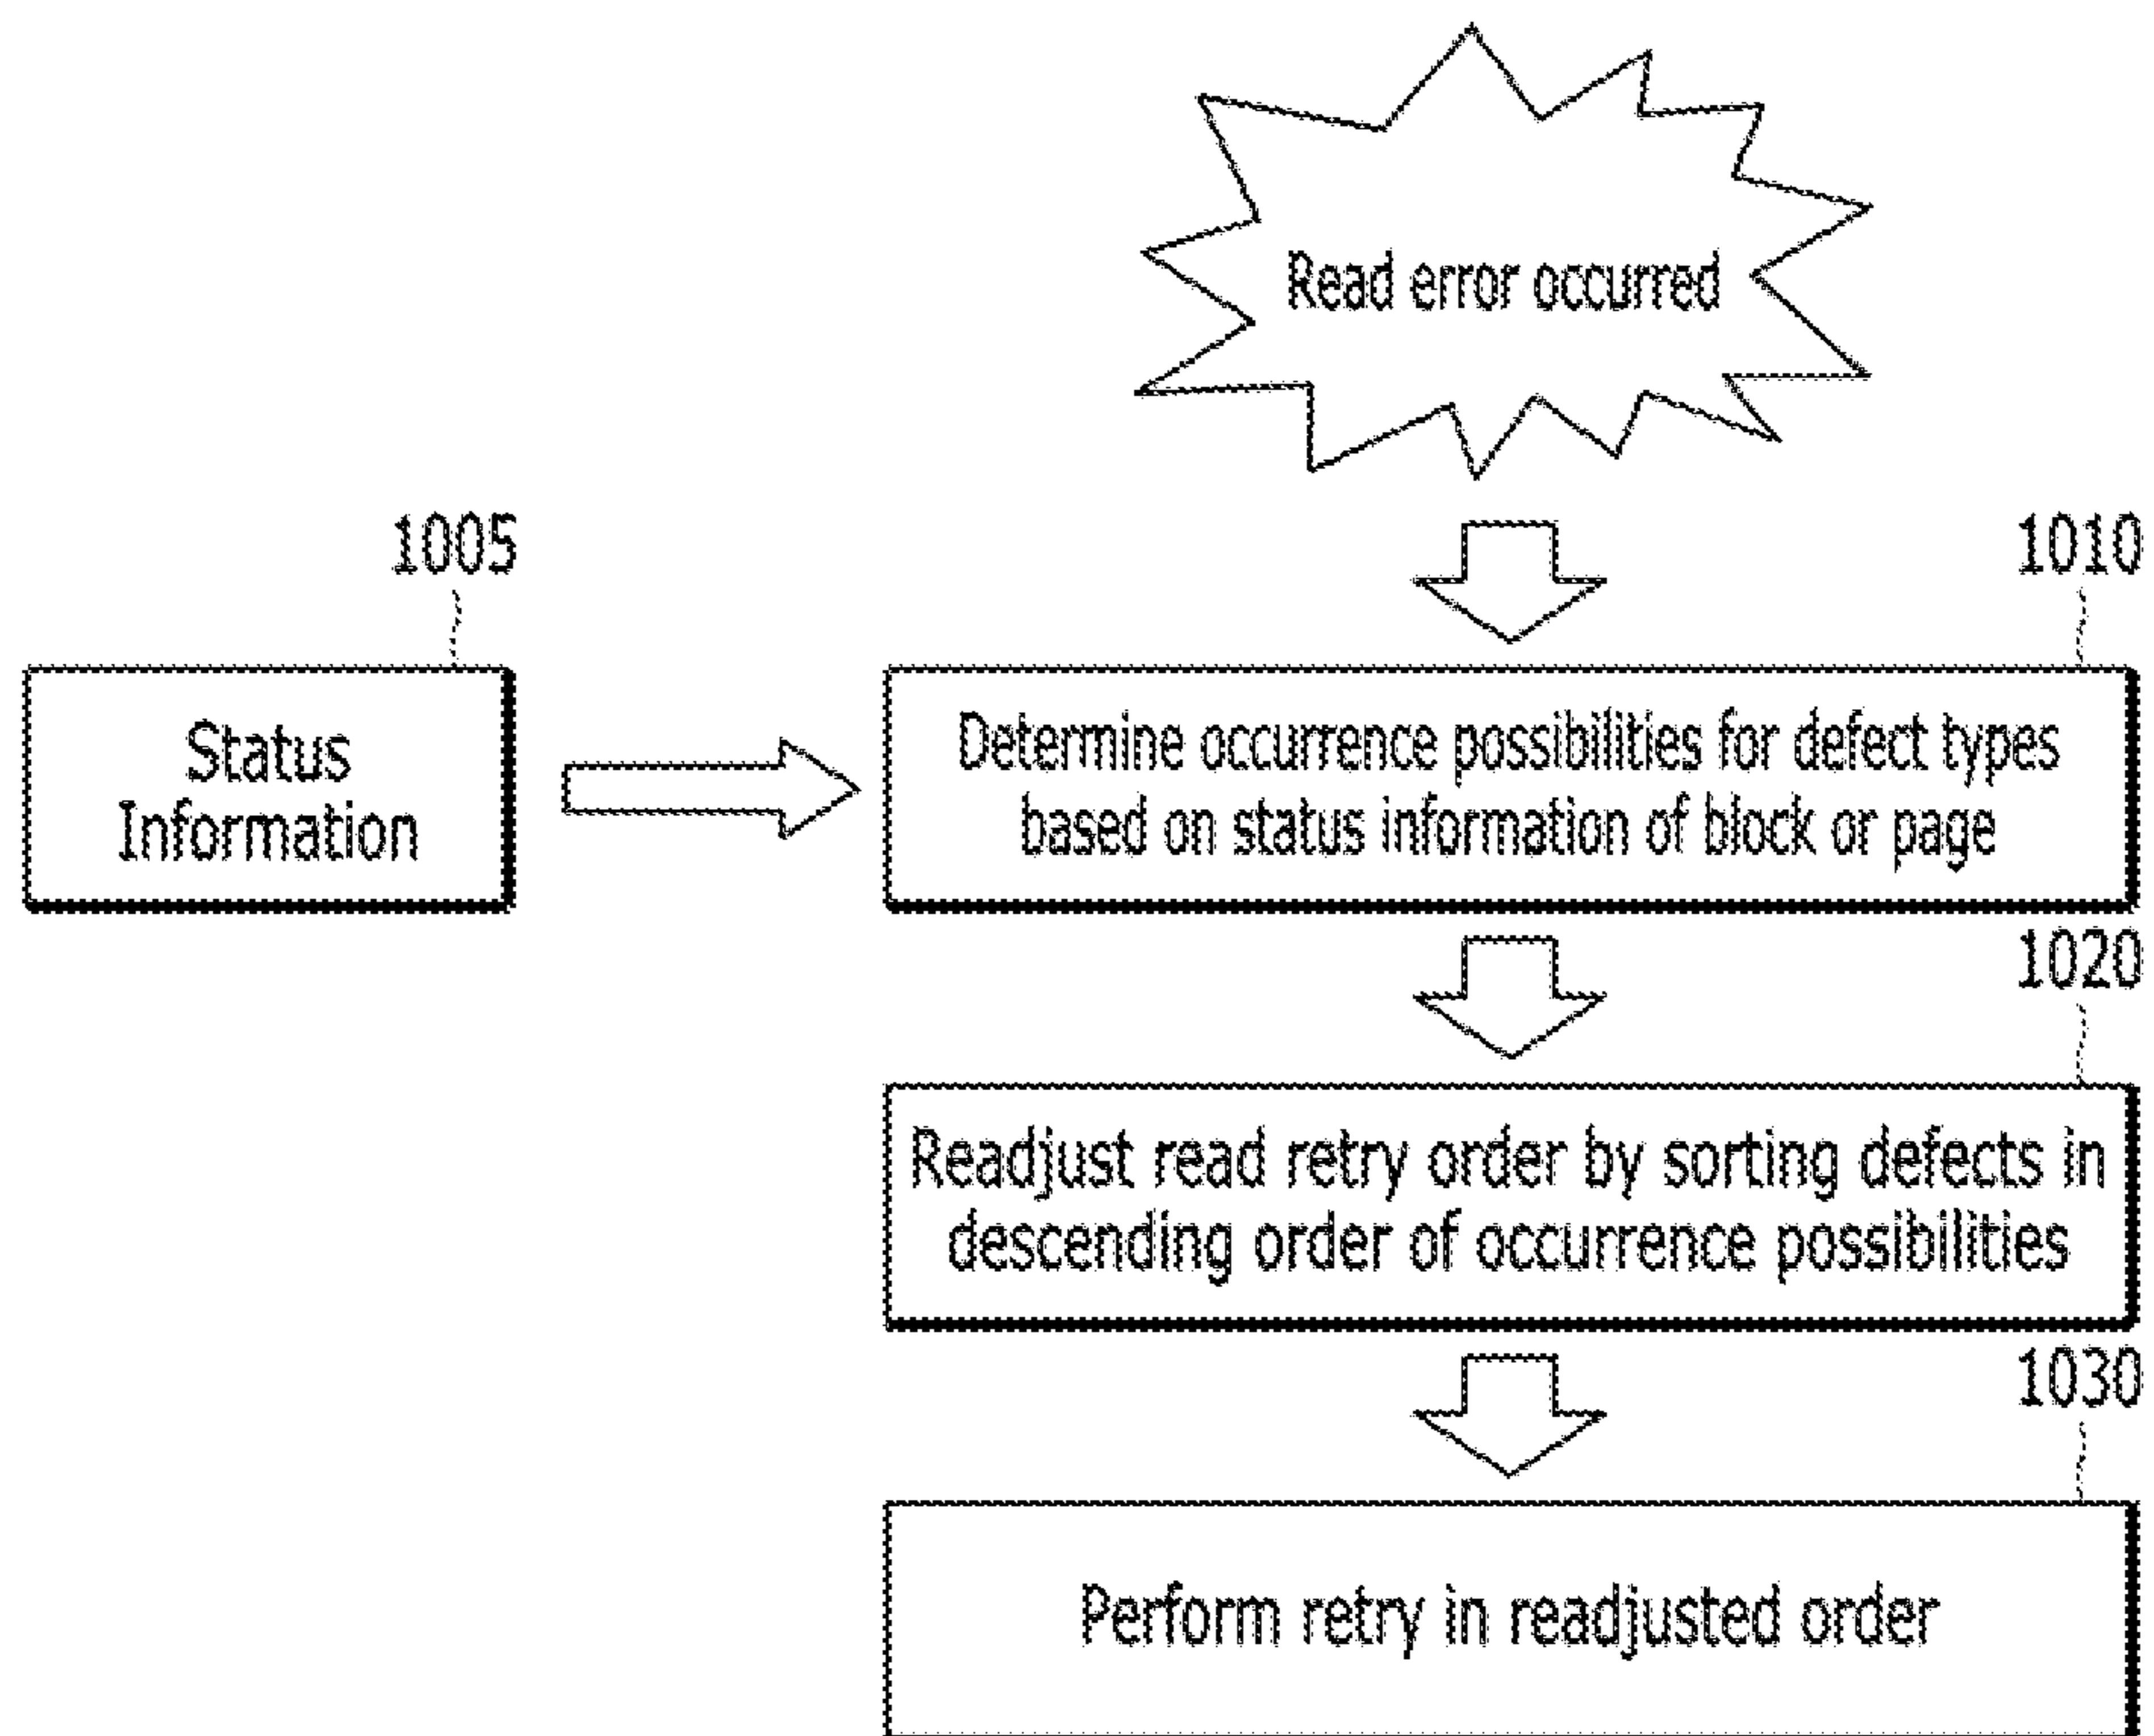 Read error occurred
1005
1010
Status
Information
Determine occurrence possibilities for defect types
based on status information of block or page
1020
Readjust read retry order by sorting defects in
descending order of occurrence possibilities
1030
Perform retry in readjusted order